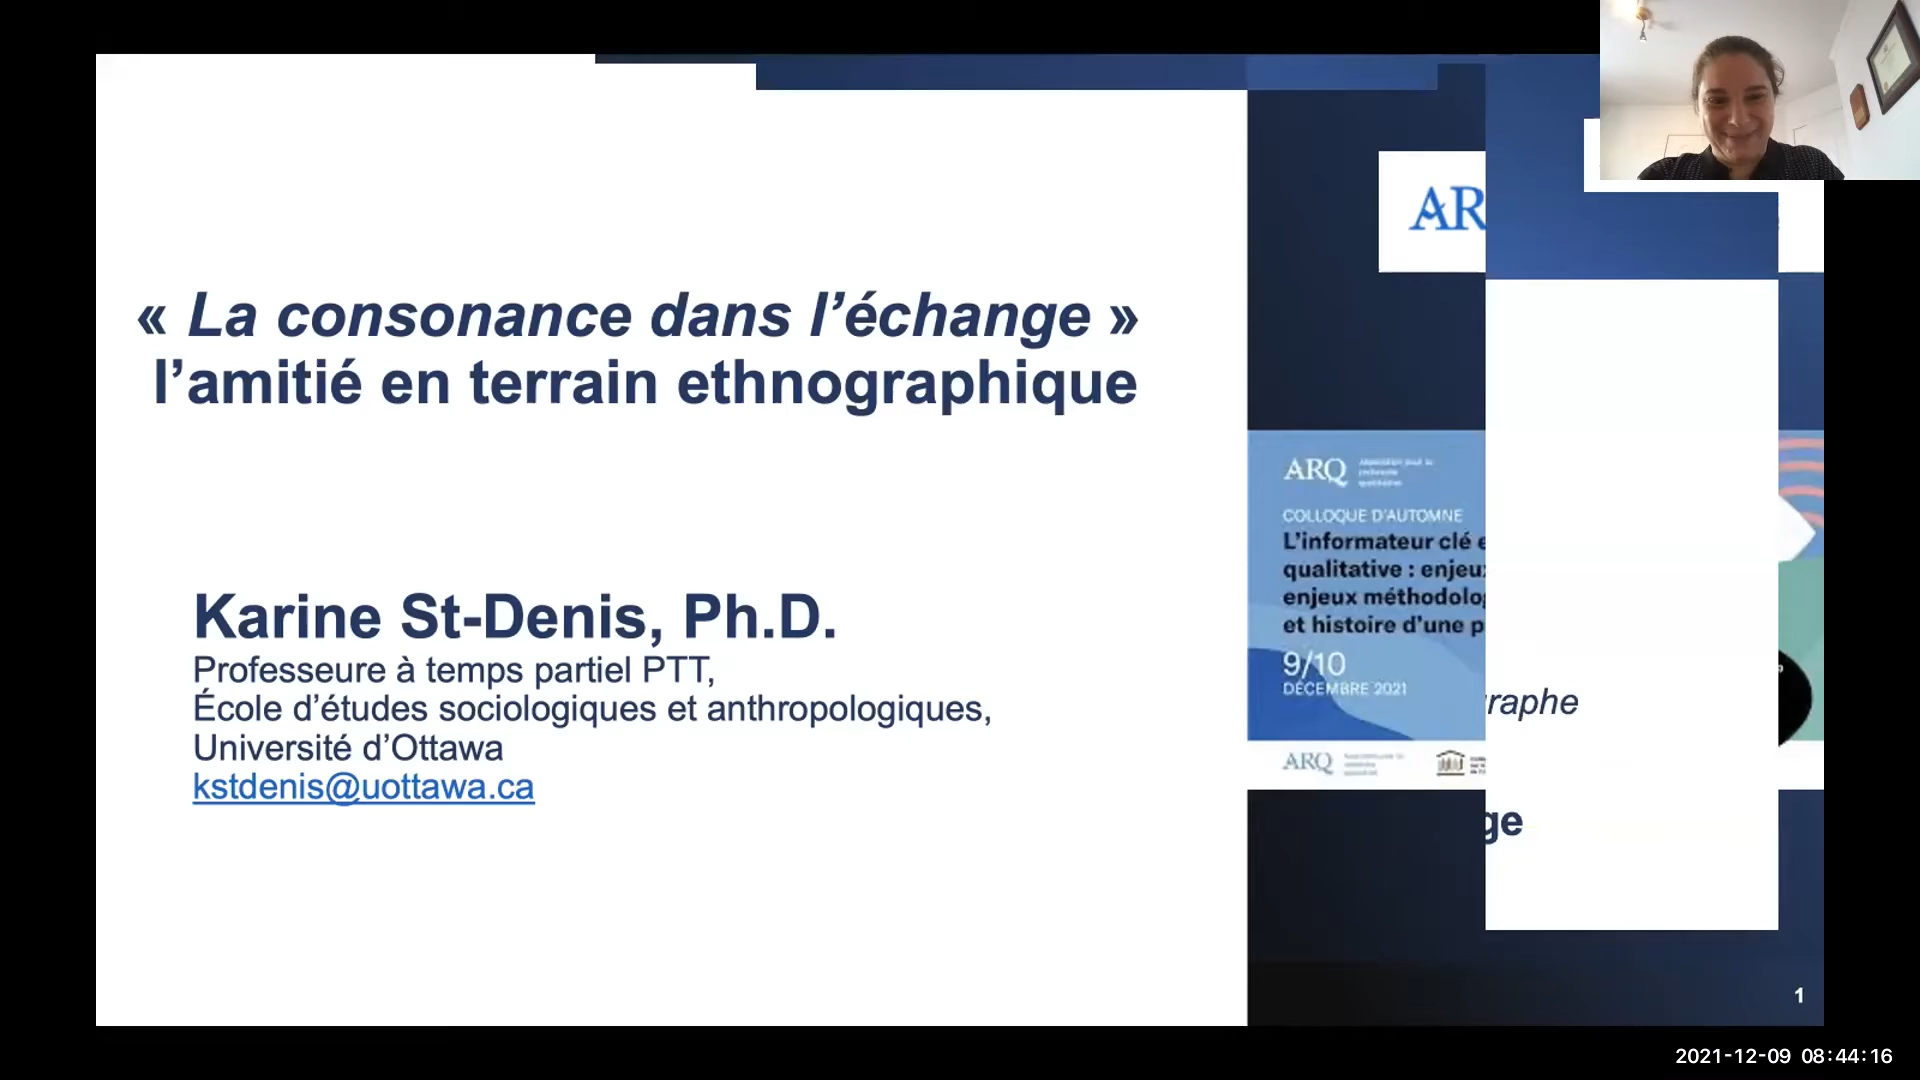 « La consonance dans l’échange »
l’amitié en terrain ethnographique
Karine St-Denis, Ph.D.
Professeure à temps partiel PTT,
École d’études sociologiques et anthropologiques,
Université d’Ottawa
kstdenis@uottawa.ca
AR
ARQ
COLLOQUE D’AUTOMNE
L’informateur clé e
qualitative : enjeu
enjeux méthodolo
et histoire d’une p
9/10
DÉCEMBRE 2021
raphe
ARQ
ge
1
2021-12-09 08:44:16